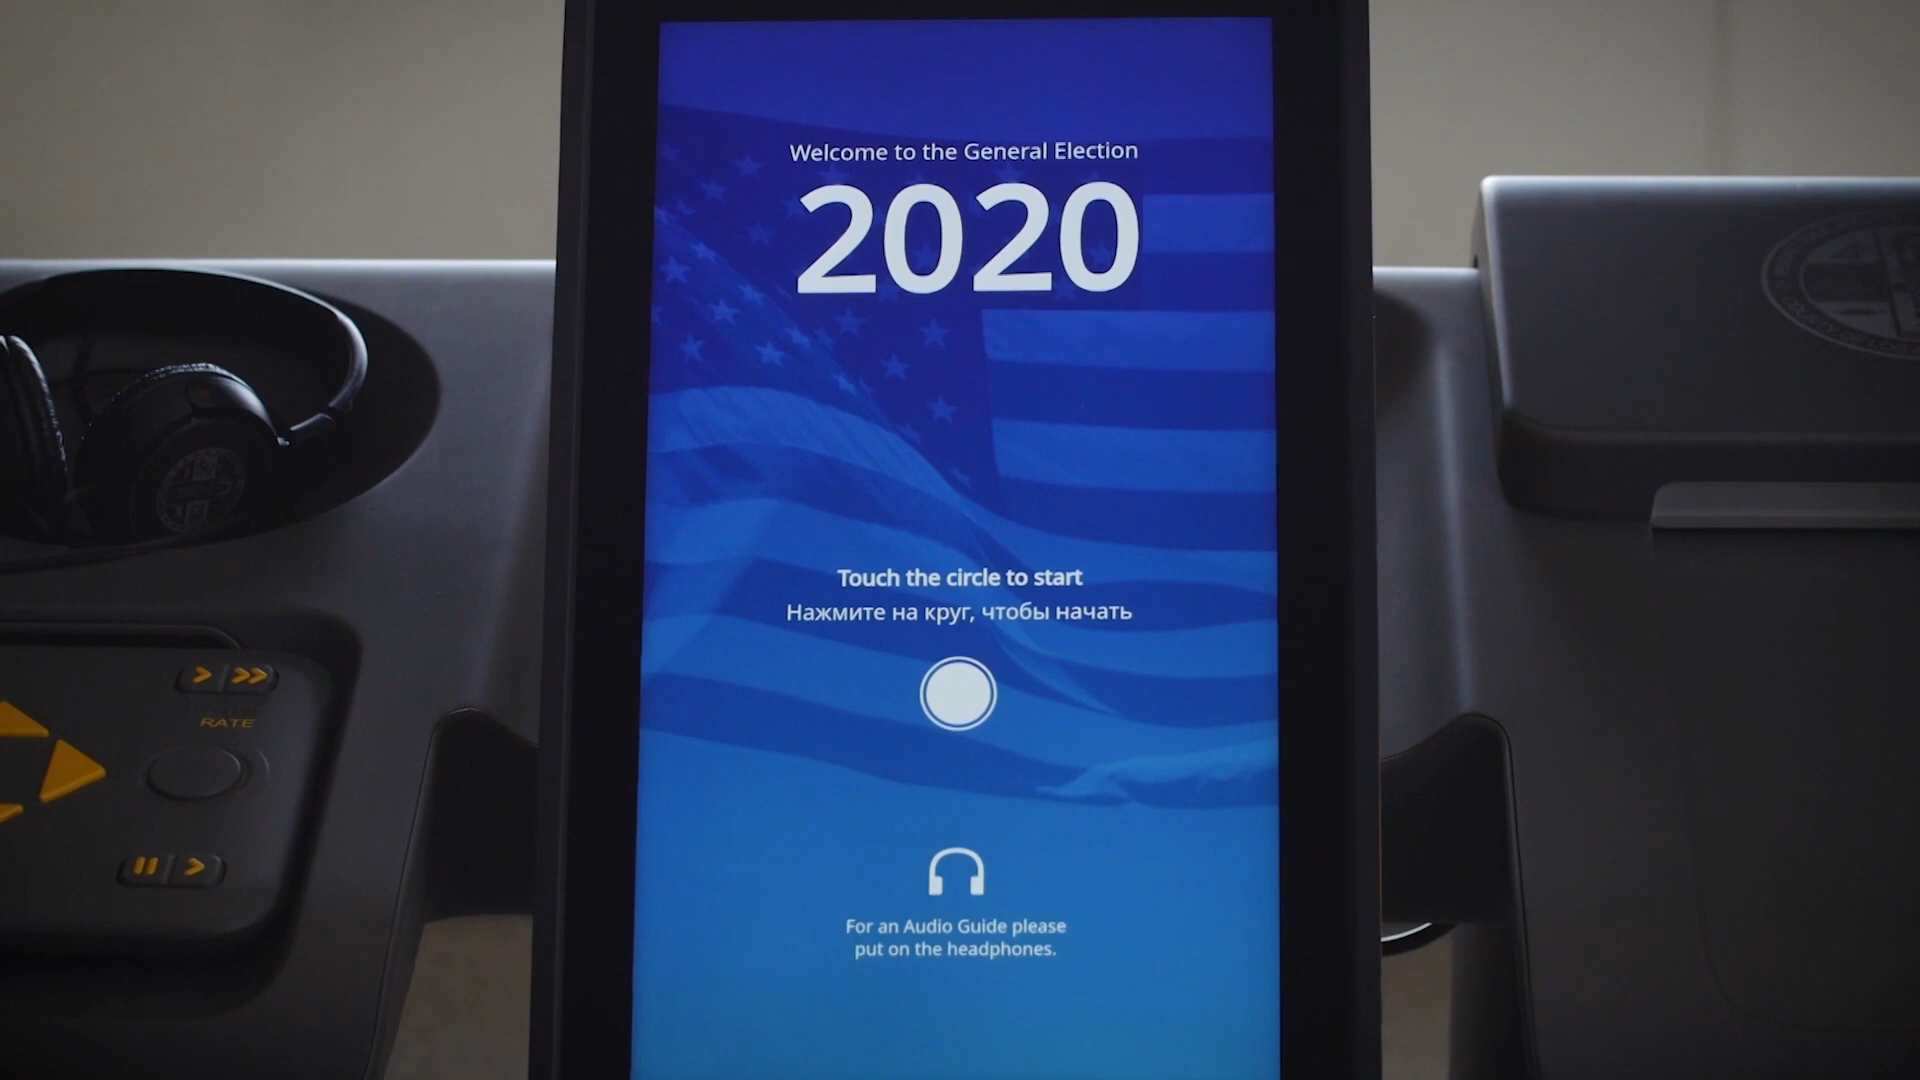 Welcome to the General Election
2020
Touch the circle to start
Нажмите на круг, чтобы начать
For an Audio Guide please
put on the headphones.
RATE